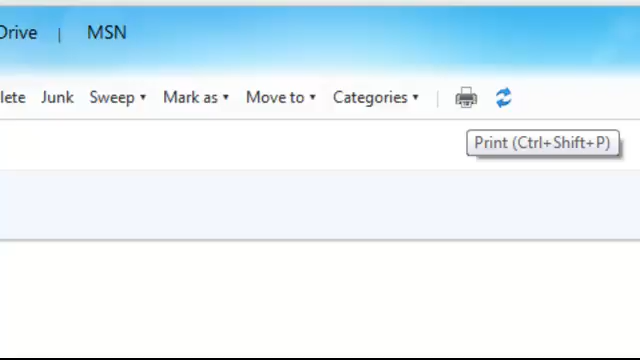 Drive | MSN
lete Junk Sweep Mark as Move to Categories
Print (Ctrl+Shift+P)